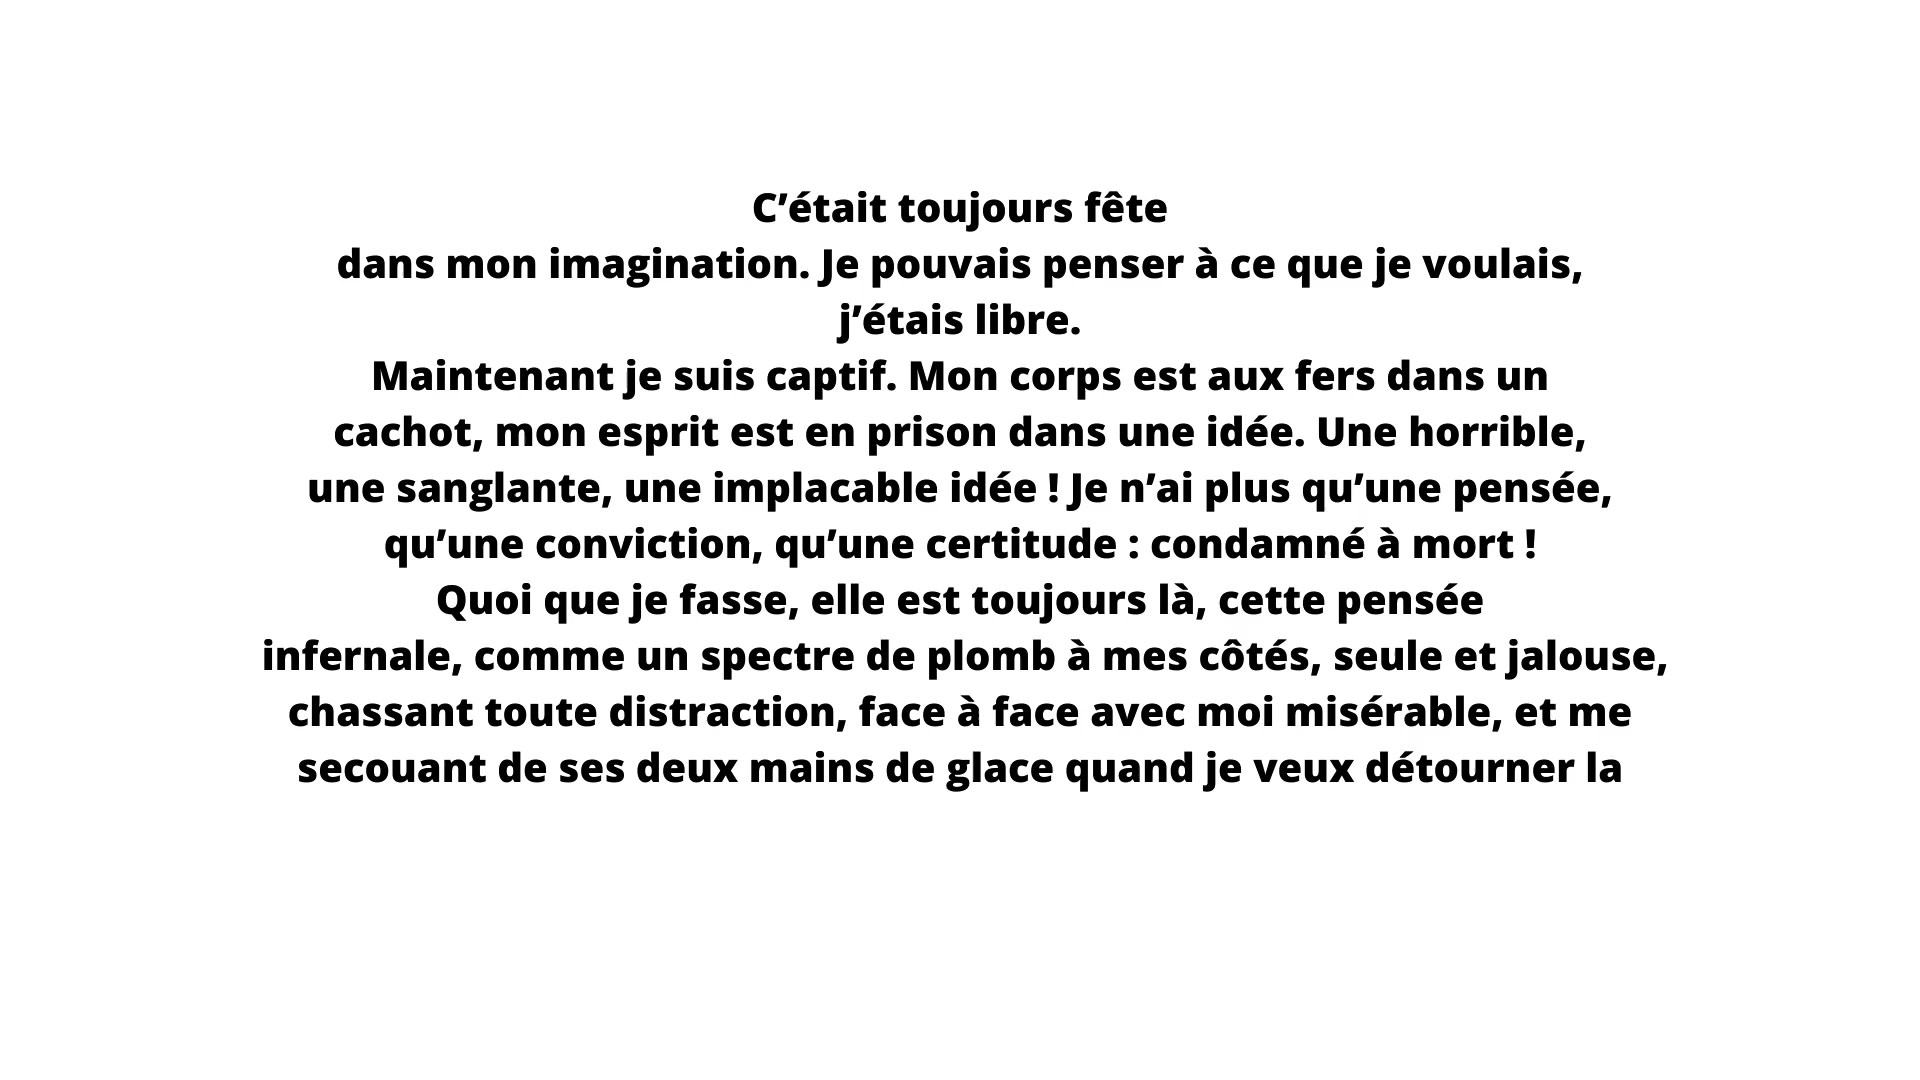 C’était toujours fête
dans mon imagination. Je pouvais penser à ce que je voulais,
j’étais libre.
Maintenant je suis captif. Mon corps est aux fers dans un
cachot, mon esprit est en prison dans une idée. Une horrible,
une sanglante, une implacable idée ! Je n’ai plus qu’une pensée,
qu’une conviction, qu’une certitude : condamné à mort !
Quoi que je fasse, elle est toujours là, cette pensée
infernale, comme un spectre de plomb à mes côtés, seule et jalouse,
chassant toute distraction, face à face avec moi misérable, et me
secouant de ses deux mains de glace quand je veux détourner la